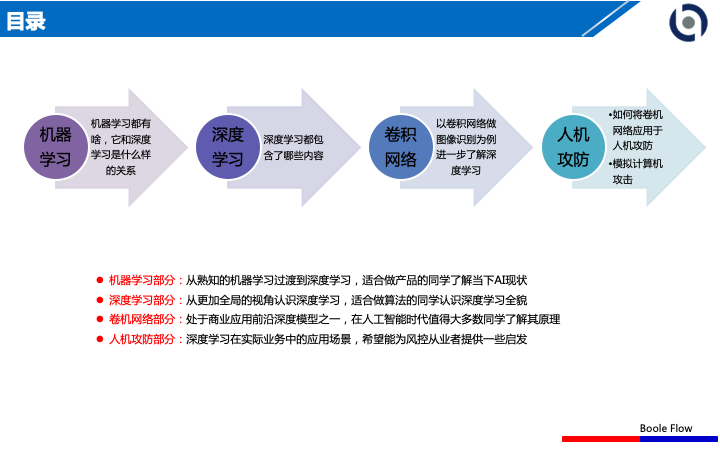 目录
机器
学习
机器学习都有
啥，它和深度
学习是什么样
的关系
深度
学习
深度学习都包
含了哪些内容
卷积
网络
以卷积网络做
图像识别为例
进一步了解深
度学习
人机
攻防
•如何将卷机
网络应用于
人机攻防
•模拟计算机
攻击
● 机器学习部分：从熟知的机器学习过渡到深度学习，适合做产品的同学了解当下AI现状
● 深度学习部分：从更加全局的视角认识深度学习，适合做算法的同学认识深度学习全貌
● 卷机网络部分：处于商业应用前沿深度模型之一，在人工智能时代值得大多数同学了解其原理
● 人机攻防部分：深度学习在实际业务中的应用场景，希望能为风控从业者提供一些启发
Boole Flow